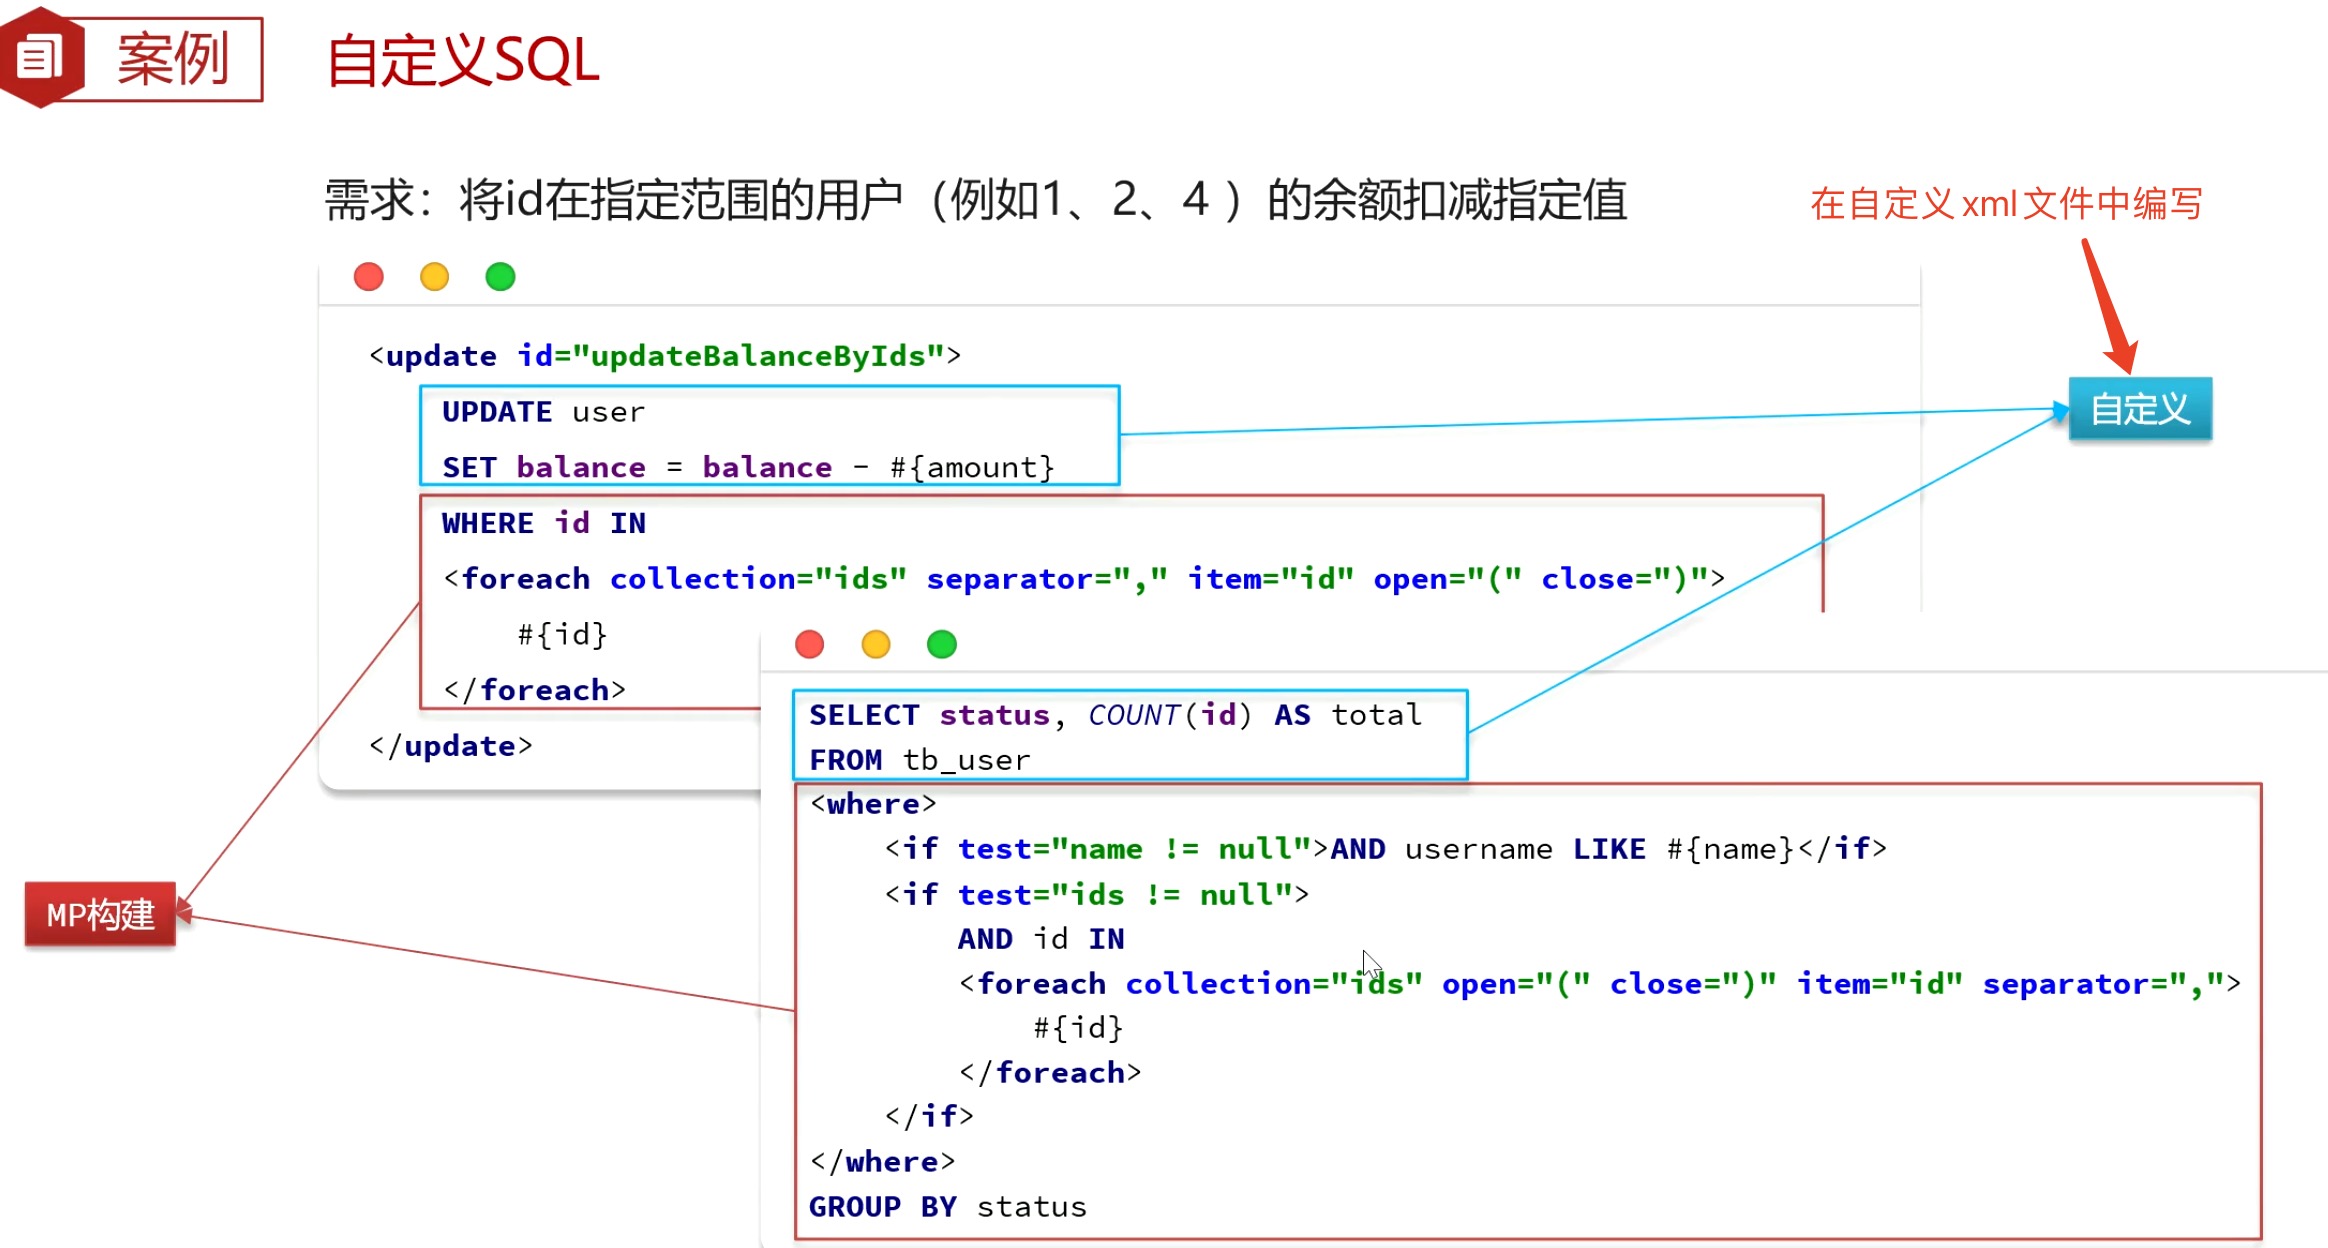 案例
自定义SQL
需求：将id在指定范围的用户（例如1、2、4 ）的余额扣减指定值
在自定义 xml 文件中编写
<update id="updateBalanceByIds">
UPDATE user
SET balance = balance - #{amount}
WHERE id IN
<foreach collection="ids" separator="," item="id" open="(" close=")">
#{id}
</foreach>
</update>
自定义
SELECT status, COUNT(id) AS total
FROM tb_user
<where>
<if test="name != null">AND username LIKE #{name}</if>
<if test="ids != null">
AND id IN
<foreach collection="ids" open="(" close=")" item="id" separator=",">
#{id}
</foreach>
</if>
</where>
GROUP BY status
MP构建